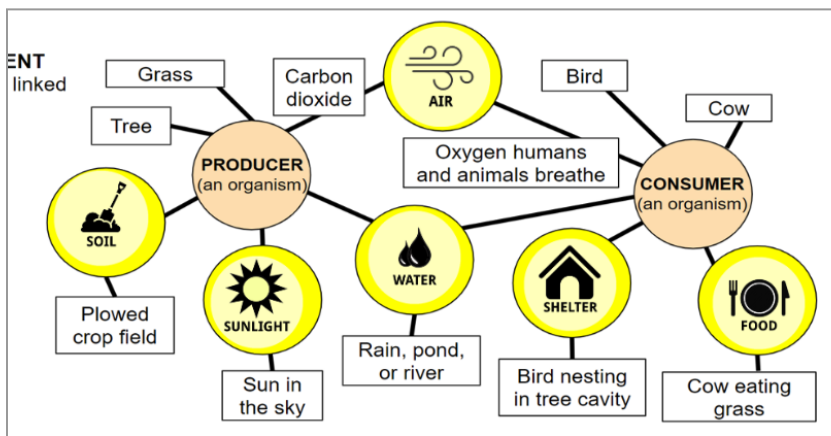 ENT
linked
Grass
Tree
Carbon
dioxide
AIR
Bird
Cow
PRODUCER
(an organism)
Oxygen humans
and animals breathe
CONSUMER
(an organism)
SOIL
SUNLIGHT
WATER
SHELTER
FOOD
Plowed
crop field
Sun in
the sky
Rain, pond,
or river
Bird nesting
in tree cavity
Cow eating
grass